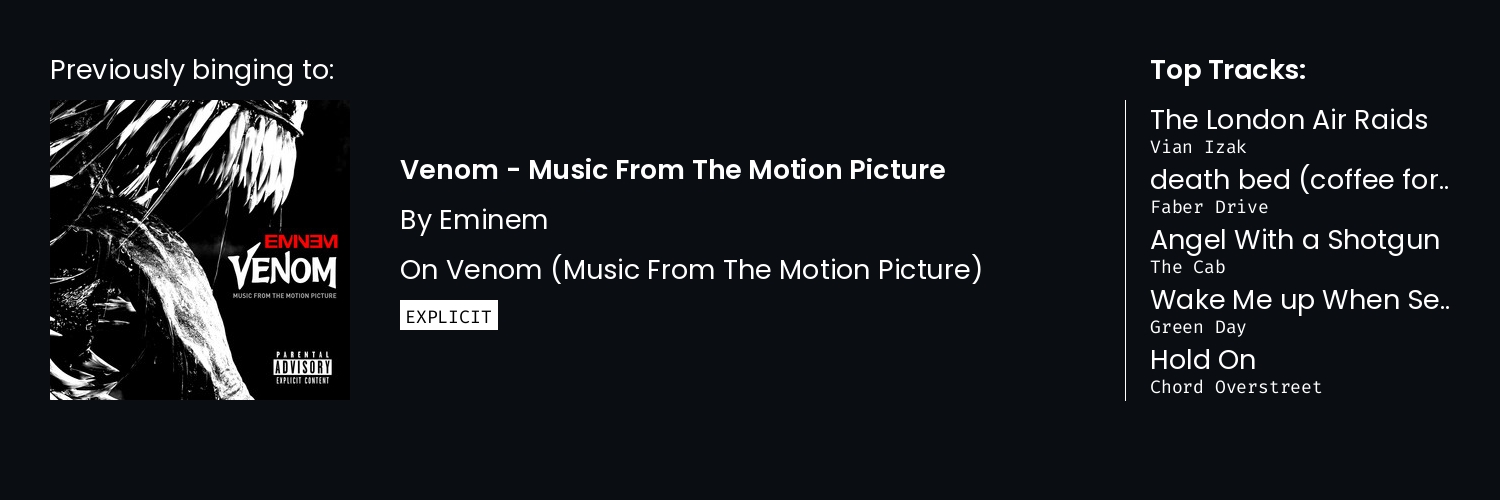 Previously binging to:
EMINEM
VENOM
MUSIC FROM THE MOTION PICTURE
PARENTAL
ADVISORY
EXPLICIT CONTENT
Venom - Music From The Motion Picture
By Eminem
On Venom (Music From The Motion Picture)
EXPLICIT
Top Tracks:
The London Air Raids
Vian Izak
death bed (coffee for..
Faber Drive
Angel With a Shotgun
The Cab
Wake Me up When Se..
Green Day
Hold On
Chord Overstreet